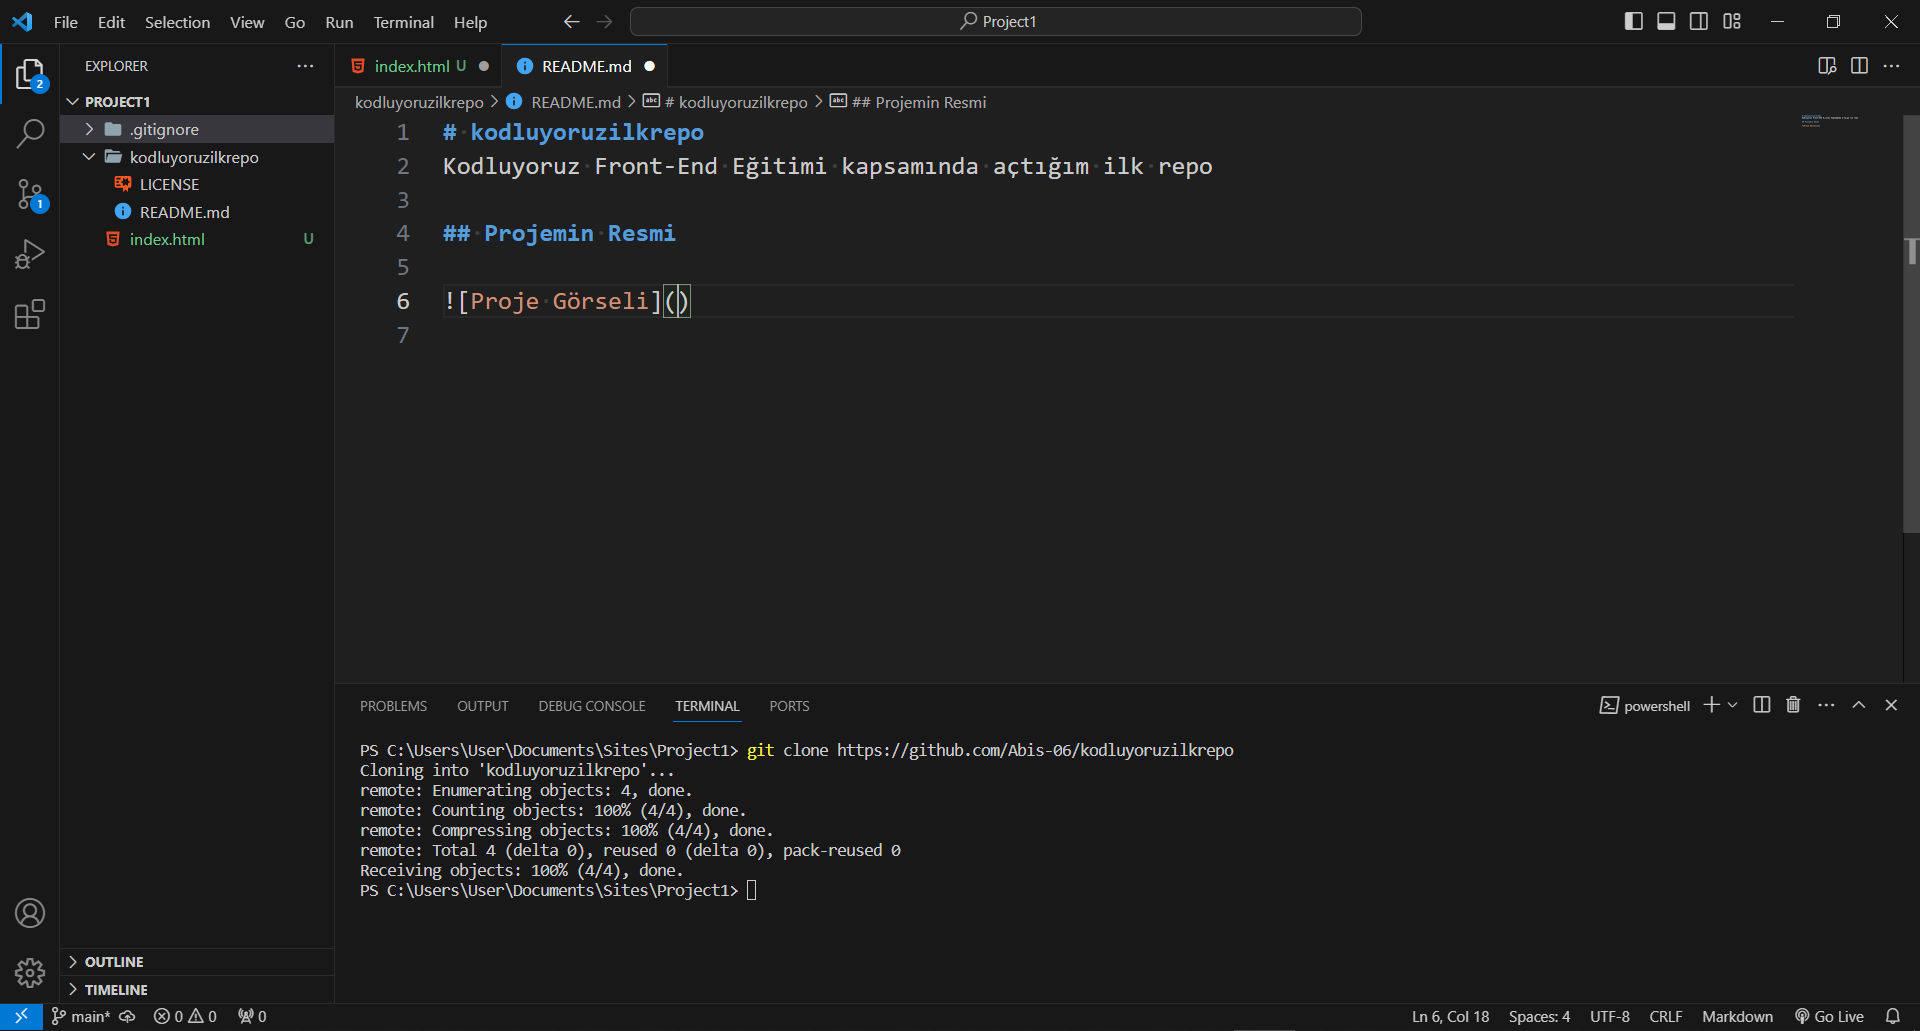 File Edit Selection View Go Run Terminal Help
Project1
EXPLORER
2
PROJECT1
.gitignore
kodluyoruzilkrepo
LICENSE
1
README.md
index.html U
index.html U
README.md
kodluyoruzilkrepo > README.md > # kodluyoruzilkrepo > ## Projemin Resmi
1 # kodluyoruzilkrepo
2 Kodluyoruz Front-End Eğitimi kapsamında açtığım ilk repo
3
4 ## Projemin Resmi
5
6 ![Proje Görseli]()
7
PROBLEMS OUTPUT DEBUG CONSOLE TERMINAL PORTS
powershell
PS C:\Users\User\Documents\Sites\Project1> git clone https://github.com/Abis-06/kodluyoruzilkrepo
Cloning into 'kodluyoruzilkrepo'...
remote: Enumerating objects: 4, done.
remote: Counting objects: 100% (4/4), done.
remote: Compressing objects: 100% (4/4), done.
remote: Total 4 (delta 0), reused 0 (delta 0), pack-reused 0
Receiving objects: 100% (4/4), done.
PS C:\Users\User\Documents\Sites\Project1>
OUTLINE
TIMELINE
main* 0 0 0
Ln 6, Col 18 Spaces: 4 UTF-8 CRLF Markdown Go Live